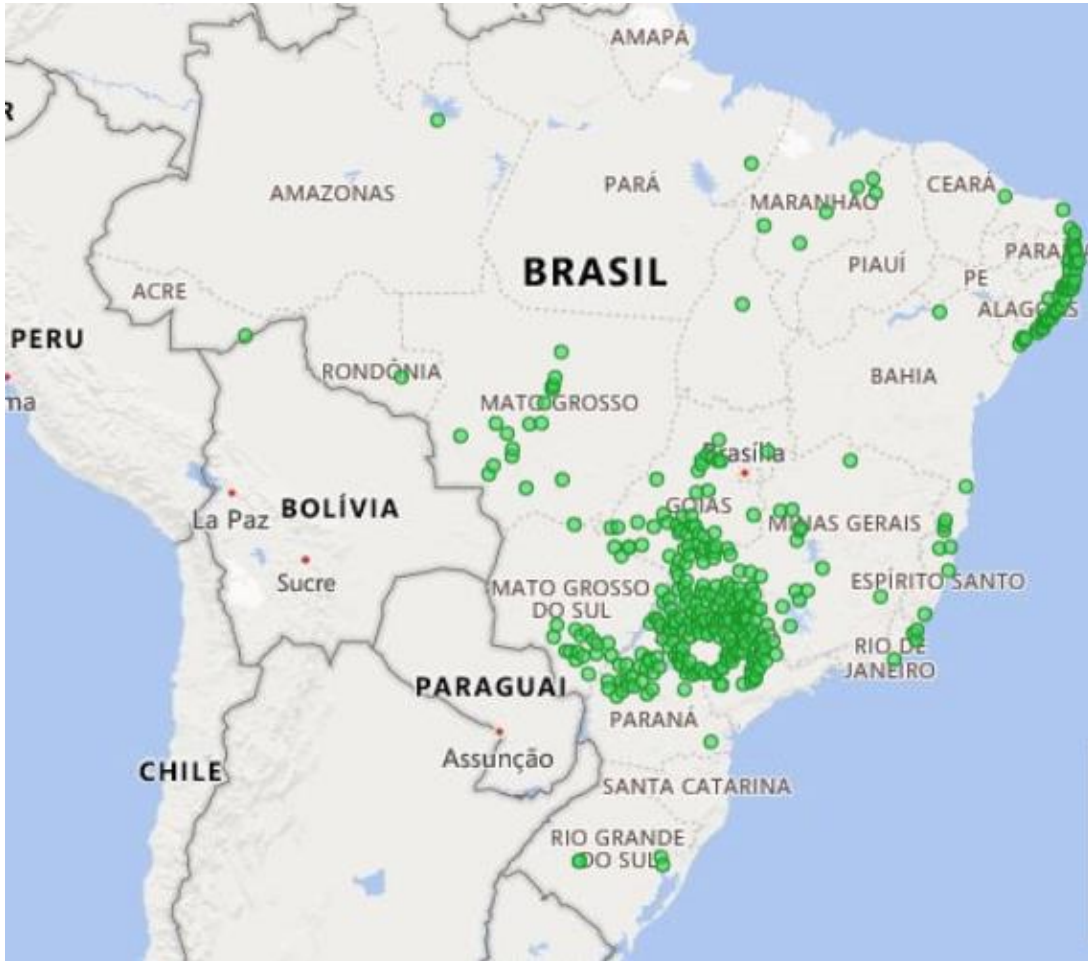 AMAPÁ
R
AMAZONAS
PARÁ
CEARÁ
MARANHÃO
PARA
PIAUÍ
BRASIL
PE
ACRE
ALAGOAS
PERU
RONDÔNIA
BAHIA
ma
MATO GROSSO
Brasília
La Paz
BOLÍVIA
GOIÁS
MINAS GERAIS
Sucre
MATO GROSSO
DO SUL
ESPÍRITO SANTO
RIO DE
JANEIRO
PARAGUAI
PARANÁ
Assunção
CHILE
SANTA CATARINA
RIO GRANDE
DO SUL